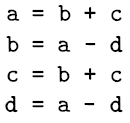 a = b + c
b = a - d
c = b + c
d = a - d